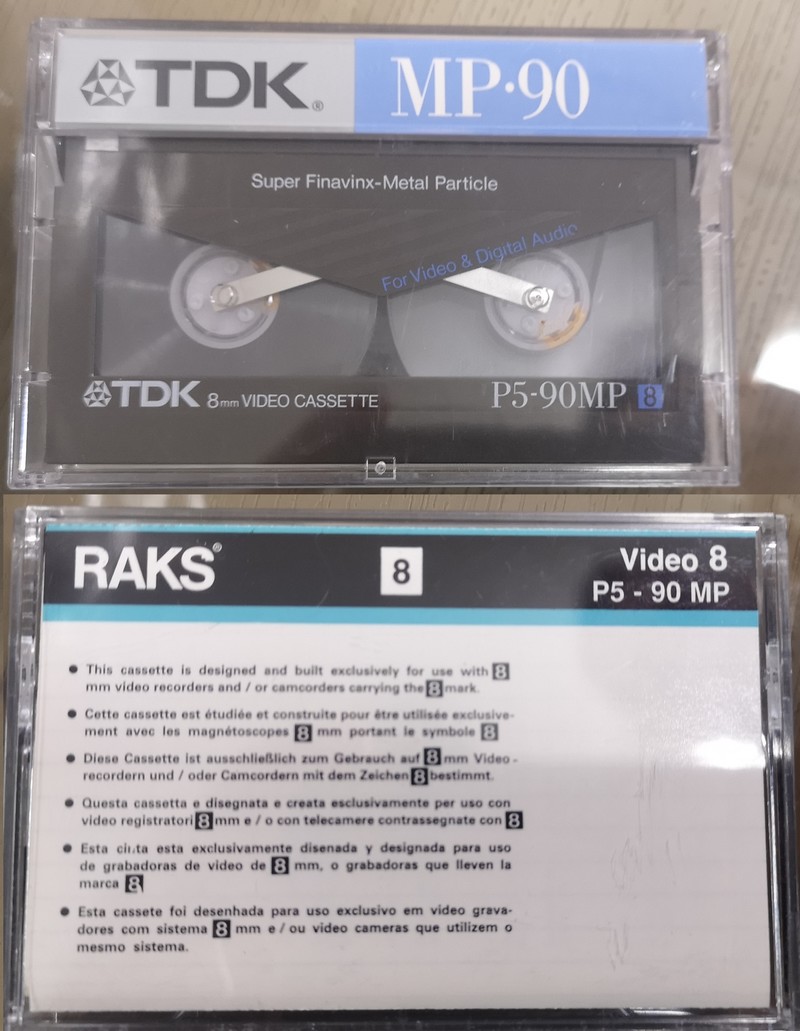 TDK® MP·90
Super Finavinx-Metal Particle
For Video & Digital Audio
TDK 8mm VIDEO CASSETTE P5-90MP 8
RAKS® 8 Video 8
P5 - 90 MP
● This cassette is designed and built exclusively for use with 8
mm video recorders and / or camcorders carrying the 8 mark.
● Cette cassette est étudiée et construite pour être utilisée exclusive-
ment avec les magnétoscopes 8 mm portant le symbole 8
● Diese Cassette ist ausschließlich zum Gebrauch auf 8 mm Video -
recordern und / oder Camcordern mit dem Zeichen 8 bestimmt.
● Questa cassetta e disegnata e creata esclusivamente per uso con
video registratori 8 mm e / o con telecamere contrassegnate con 8
● Esta cinta esta exclusivamente disenada y designada para uso
de grabadoras de video de 8 mm, o grabadoras que lleven la
marca 8
● Esta cassete foi desenhada para uso exclusivo em video grava-
dores com sistema 8 mm e / ou video cameras que utilizem o
mesmo sistema.